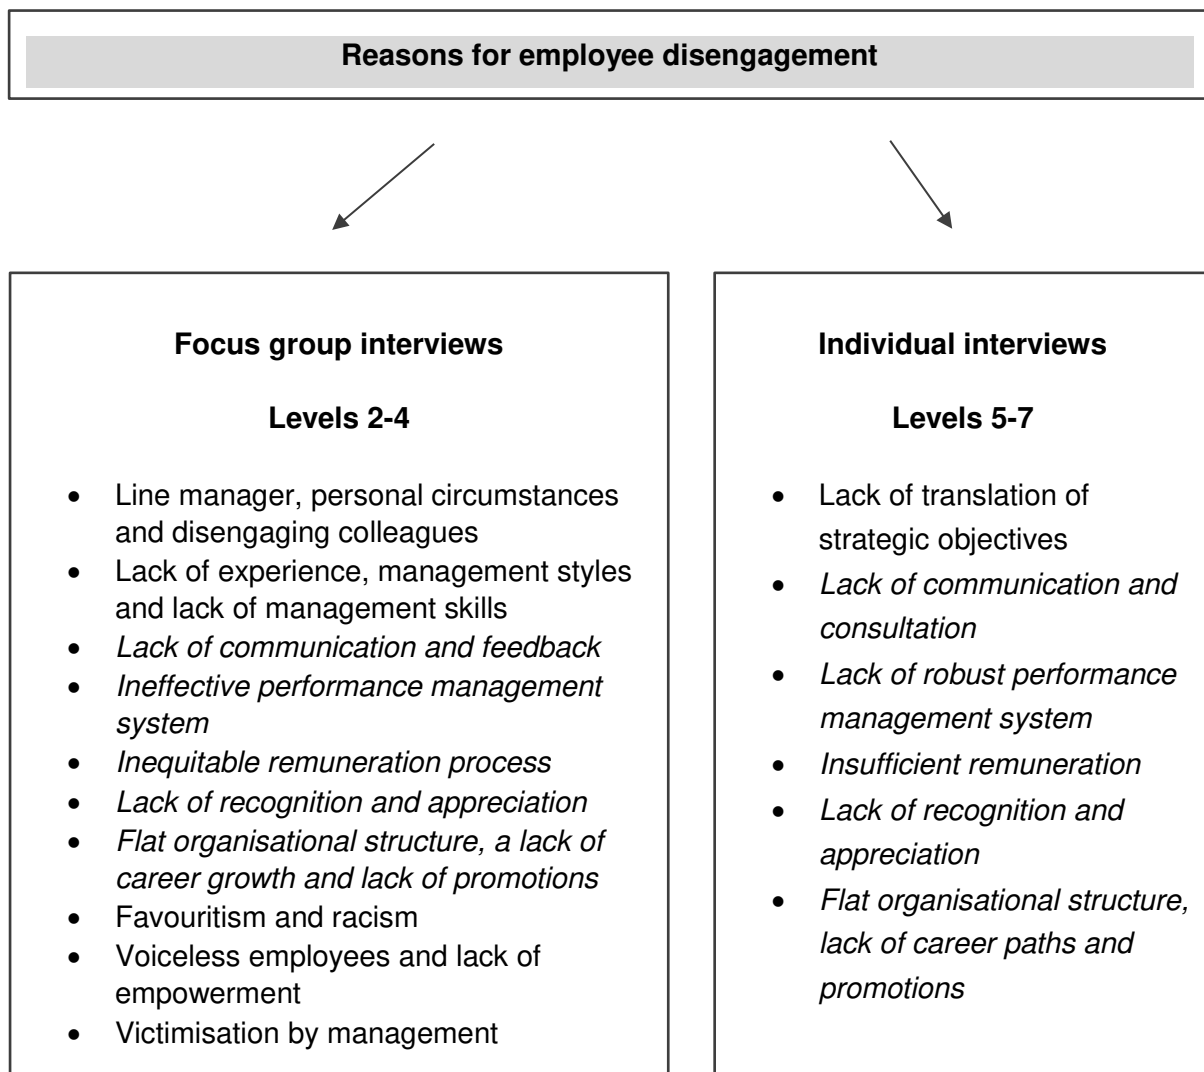 Reasons for employee disengagement
Focus group interviews
Levels 2-4
• Line manager, personal circumstances
and disengaging colleagues
• Lack of experience, management styles
and lack of management skills
• Lack of communication and feedback
• Ineffective performance management
system
• Inequitable remuneration process
• Lack of recognition and appreciation
• Flat organisational structure, a lack of
career growth and lack of promotions
• Favouritism and racism
• Voiceless employees and lack of
empowerment
• Victimisation by management
Individual interviews
Levels 5-7
• Lack of translation of
strategic objectives
• Lack of communication and
consultation
• Lack of robust performance
management system
• Insufficient remuneration
• Lack of recognition and
appreciation
• Flat organisational structure,
lack of career paths and
promotions